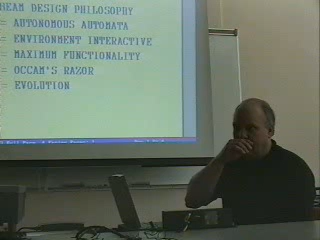 BEAM DESIGN PHILOSOPHY
= AUTONOMOUS AUTOMATA
= ENVIRONMENT INTERACTIVE
= MAXIMUM FUNCTIONALITY
= OCCAM'S RAZOR
= EVOLUTION